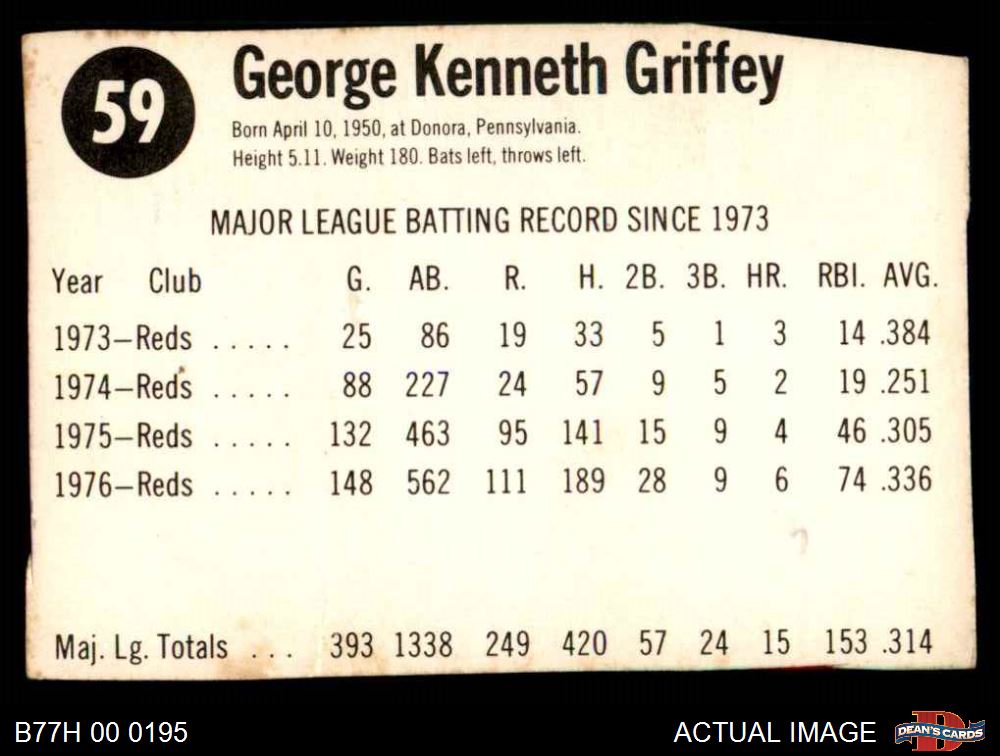 59
George Kenneth Griffey
Born April 10, 1950, at Donora, Pennsylvania.
Height 5.11. Weight 180. Bats left, throws left.
MAJOR LEAGUE BATTING RECORD SINCE 1973
Year Club G. AB. R. H. 2B. 3B. HR. RBI. AVG.
1973—Reds ..... 25 86 19 33 5 1 3 14 .384
1974—Reds ..... 88 227 24 57 9 5 2 19 .251
1975—Reds ..... 132 463 95 141 15 9 4 46 .305
1976—Reds ..... 148 562 111 189 28 9 6 74 .336
Maj. Lg. Totals ... 393 1338 249 420 57 24 15 153 .314
B77H 00 0195 ACTUAL IMAGE D DEAN'S CARDS